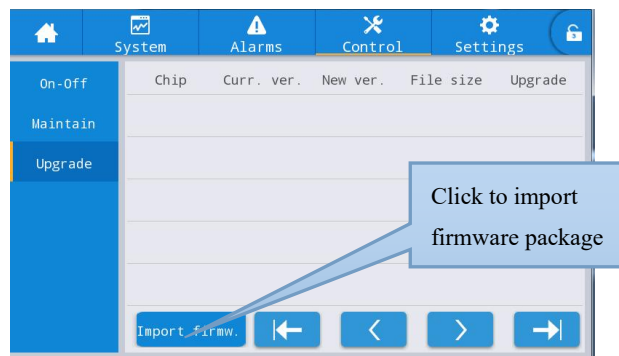 System Alarms Control Settings
On-Off
Chip Curr. ver. New ver. File size Upgrade
Maintain
Upgrade
Click to import
firmware package
Import firmw.